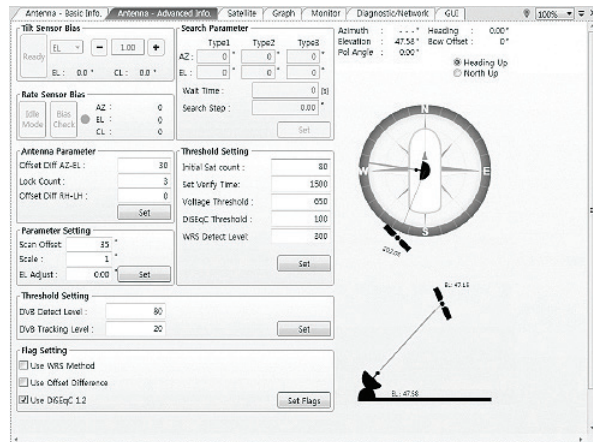 Antenna - Basic Info. Antenna - Advanced Info. Satellite Graph Monitor Diagnostic/Network GUI 100%
Tilt Sensor Bias
Ready EL - 1.00 +
EL : 0.0 ° CL : 0.0 °
Rate Sensor Bias
Idle Mode Bias Check
AZ : 0
EL : 0
CL : 0
Antenna Parameter
Offset Diff AZ-EL : 30
Lock Count : 3
Offset Diff RH-LH : 0
Set
Parameter Setting
Scan Offset 35 °
Scale : 1 °
EL Adjust : 0.00 ° Set
Threshold Setting
DVB Detect Level : 80
DVB Tracking Level : 20
Set
Flag Setting
Use WRS Method
Use Offset Difference
Use DiSEqC 1.2
Set Flags
Search Parameter
Type1 Type2 Type3
AZ : 0 ° 0 ° 0 °
EL : 0 ° 0 ° 0 °
Wait Time : 0 (s)
Search Step : 0.00 °
Set
Threshold Setting
Initial Sat count : 80
Set Verify Time: 1500
Voltage Threshold : 650
DiSEqC Threshold : 100
WRS Detect Level: 300
Set
Azimuth : ---° Heading : 0.00°
Elevation : 47.58° Bow Offset : 0°
Pol Angle : 0.00°
Heading Up
North Up
N
W E
S
202.08
EL: 47.15
EL: 47.58